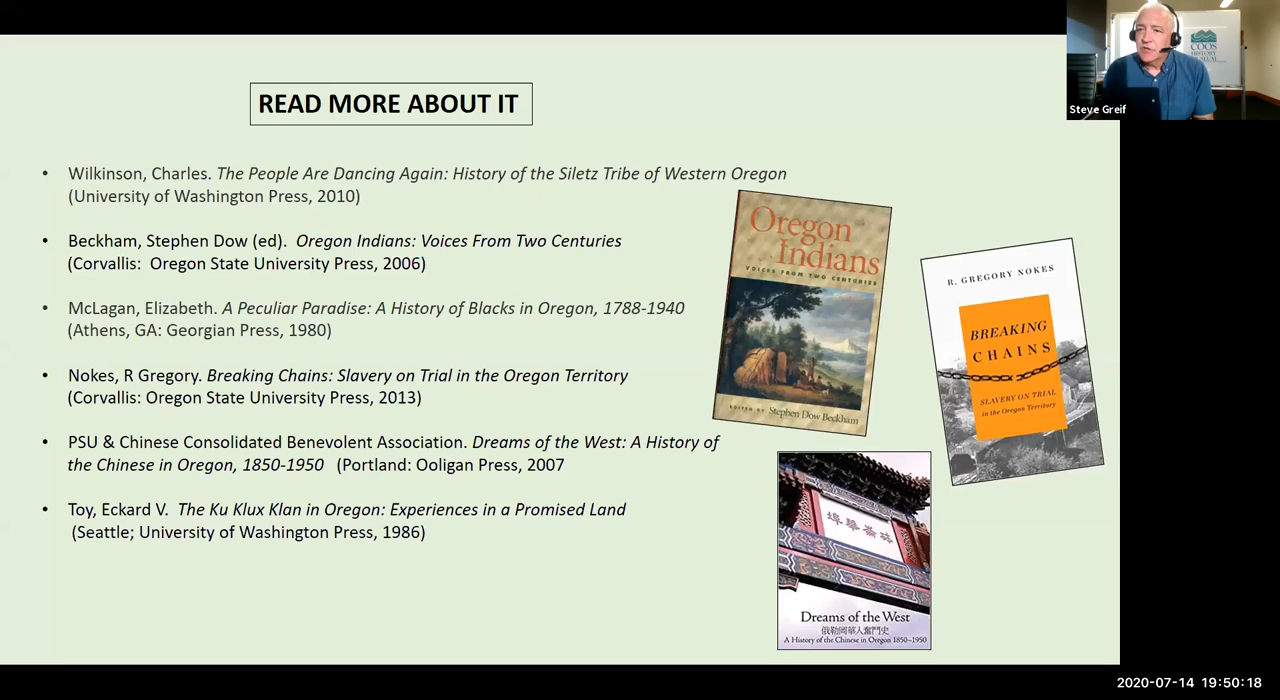 READ MORE ABOUT IT
• Wilkinson, Charles. The People Are Dancing Again: History of the Siletz Tribe of Western Oregon
(University of Washington Press, 2010)
• Beckham, Stephen Dow (ed). Oregon Indians: Voices From Two Centuries
(Corvallis: Oregon State University Press, 2006)
• McLagan, Elizabeth. A Peculiar Paradise: A History of Blacks in Oregon, 1788-1940
(Athens, GA: Georgian Press, 1980)
• Nokes, R Gregory. Breaking Chains: Slavery on Trial in the Oregon Territory
(Corvallis: Oregon State University Press, 2013)
• PSU & Chinese Consolidated Benevolent Association. Dreams of the West: A History of
the Chinese in Oregon, 1850-1950 (Portland: Ooligan Press, 2007
• Toy, Eckard V. The Ku Klux Klan in Oregon: Experiences in a Promised Land
(Seattle; University of Washington Press, 1986)
Oregon
Indians
VOICES FROM TWO CENTURIES
EDITED BY Stephen Dow Beckham
R. GREGORY NOKES
BREAKING
CHAINS
SLAVERY ON TRIAL
in the Oregon Territory
Dreams of the West
俄勒岡華人奮鬥史
A History of the Chinese in Oregon 1850–1950
COOS
HISTORY
MUSEUM
Steve Greif
2020-07-14 19:50:18